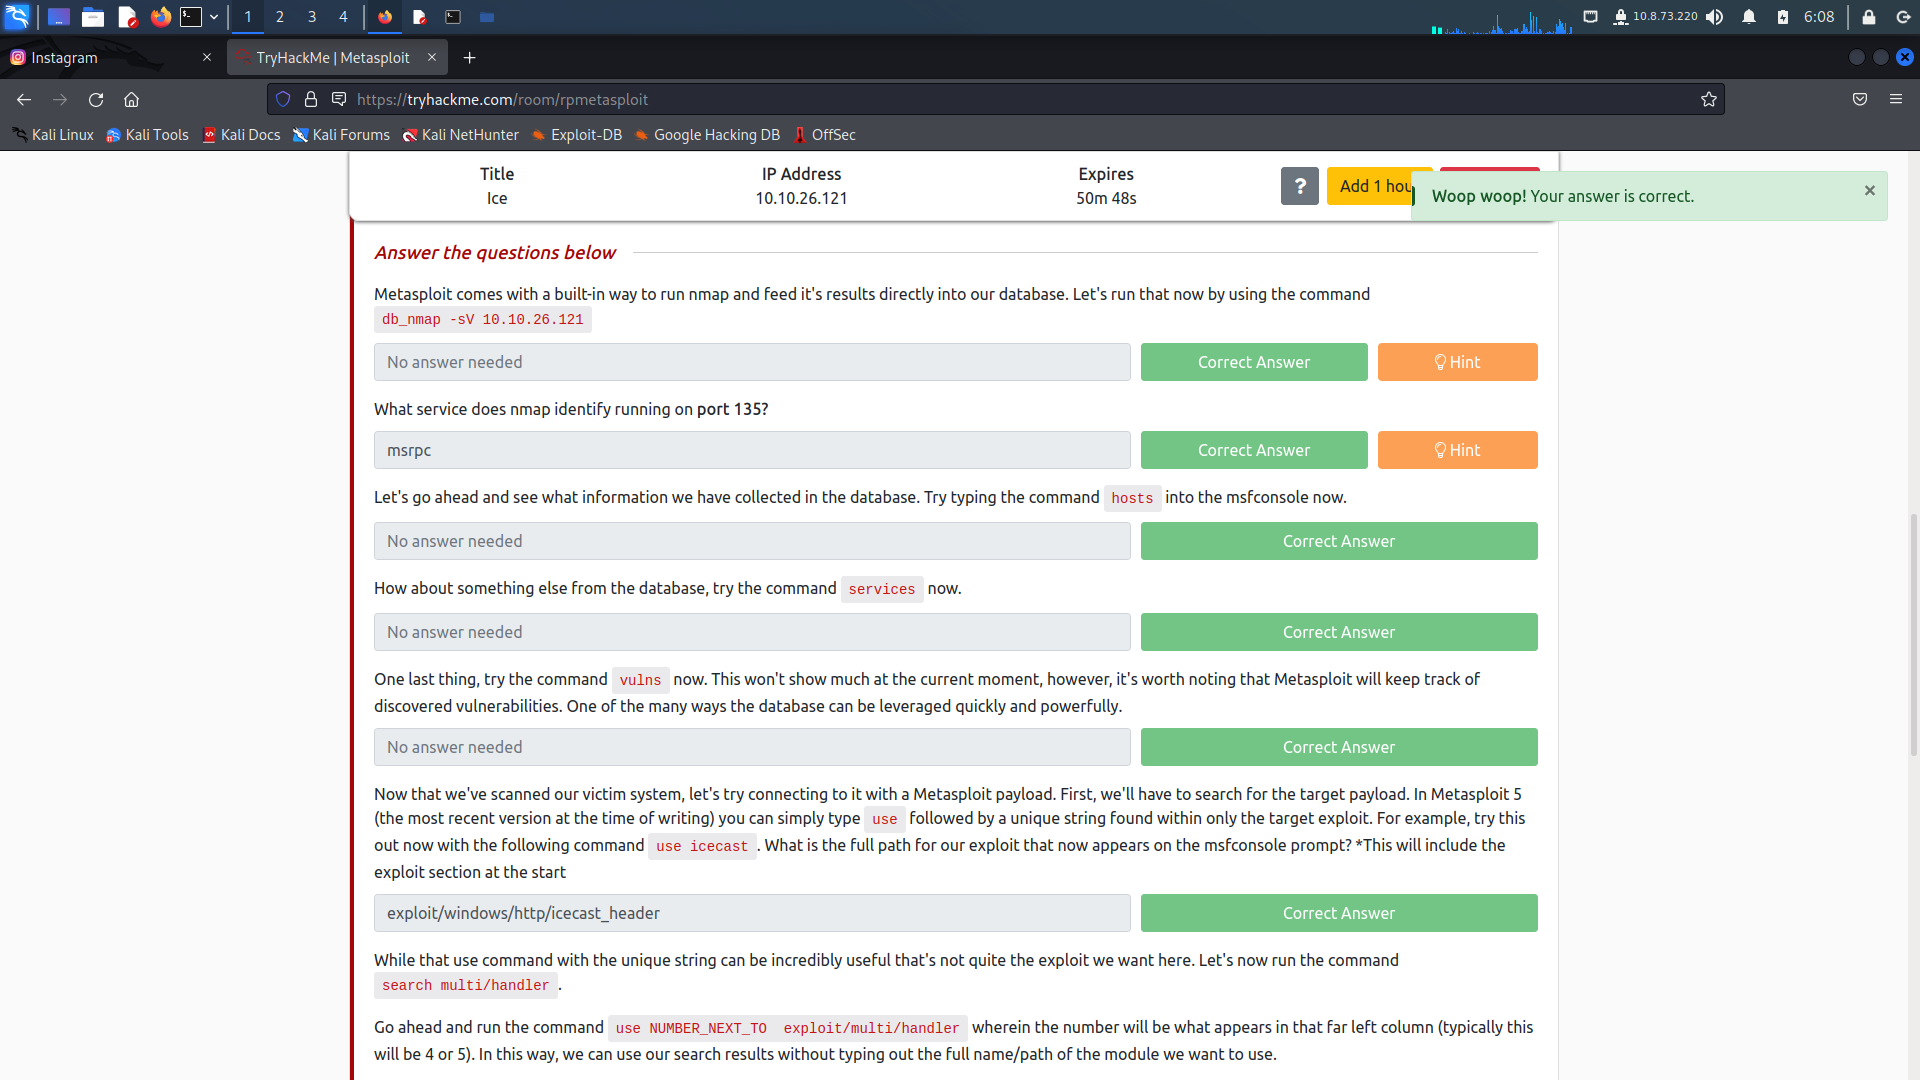 1 2 3 4
10.8.73.220 6:08
Instagram × TryHackMe | Metasploit × +
https://tryhackme.com/room/rpmetasploit
Kali Linux Kali Tools Kali Docs Kali Forums Kali NetHunter Exploit-DB Google Hacking DB OffSec
Title IP Address Expires
Ice 10.10.26.121 50m 48s
? Add 1 hou
Woop woop! Your answer is correct. ×
Answer the questions below
Metasploit comes with a built-in way to run nmap and feed it's results directly into our database. Let's run that now by using the command
db_nmap -sV 10.10.26.121
No answer needed Correct Answer Hint
What service does nmap identify running on port 135?
msrpc Correct Answer Hint
Let's go ahead and see what information we have collected in the database. Try typing the command hosts into the msfconsole now.
No answer needed Correct Answer
How about something else from the database, try the command services now.
No answer needed Correct Answer
One last thing, try the command vulns now. This won't show much at the current moment, however, it's worth noting that Metasploit will keep track of
discovered vulnerabilities. One of the many ways the database can be leveraged quickly and powerfully.
No answer needed Correct Answer
Now that we've scanned our victim system, let's try connecting to it with a Metasploit payload. First, we'll have to search for the target payload. In Metasploit 5
(the most recent version at the time of writing) you can simply type use followed by a unique string found within only the target exploit. For example, try this
out now with the following command use icecast . What is the full path for our exploit that now appears on the msfconsole prompt? *This will include the
exploit section at the start
exploit/windows/http/icecast_header Correct Answer
While that use command with the unique string can be incredibly useful that's not quite the exploit we want here. Let's now run the command
search multi/handler .
Go ahead and run the command use NUMBER_NEXT_TO  exploit/multi/handler wherein the number will be what appears in that far left column (typically this
will be 4 or 5). In this way, we can use our search results without typing out the full name/path of the module we want to use.